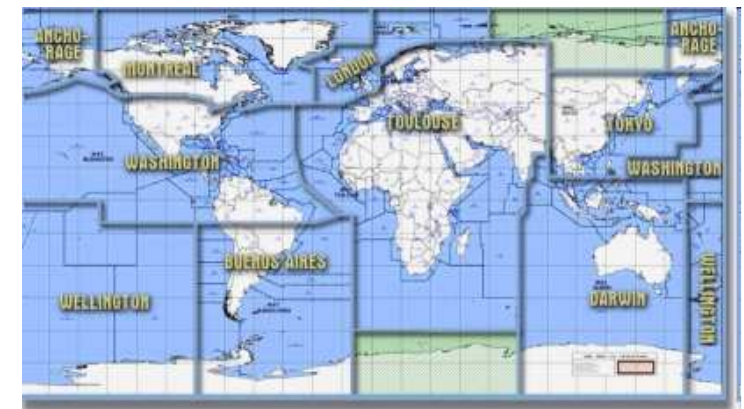 ANCHO-
RAGE
ANCHO-
RAGE
MONTREAL
LONDON
TOULOUSE
TOKYO
WASHINGTON
WASHINGTON
BUENOS AIRES
WELLINGTON
DARWIN
WELLINGTON